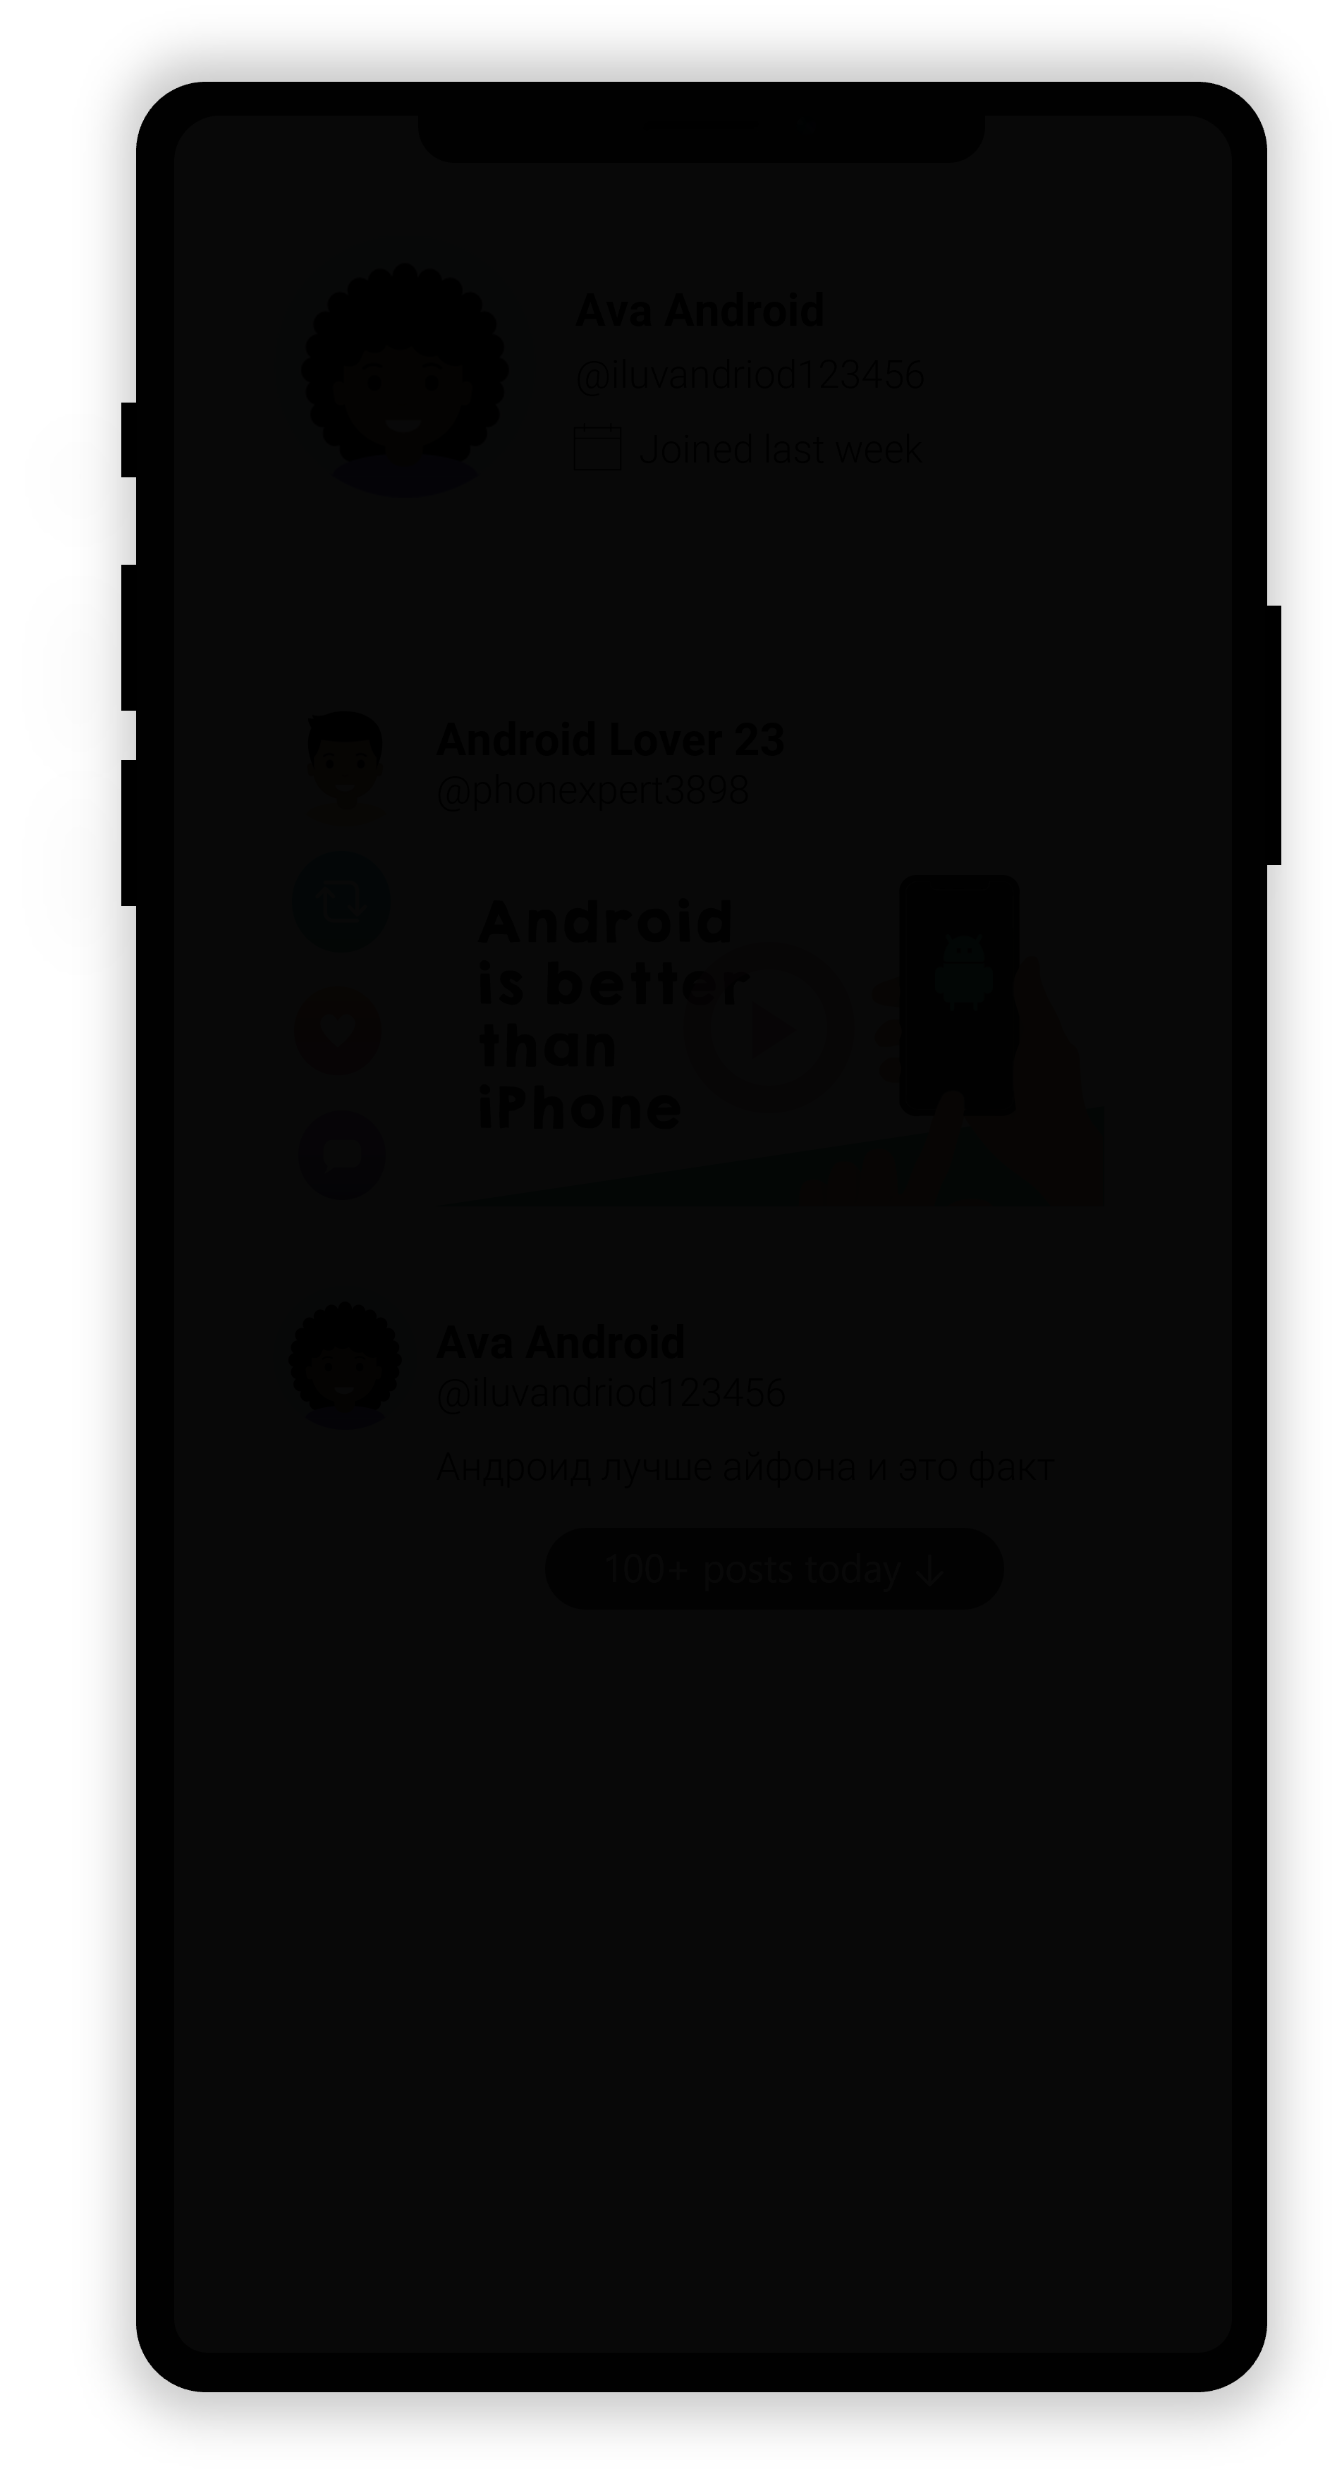 Ava Android
@iluvandriod123456
Joined last week
Android Lover 23
@phonexpert3898
Android
is better
than
iPhone
Ava Android
@iluvandriod123456
Андроид лучше айфона и это факт
100+ posts today ↓